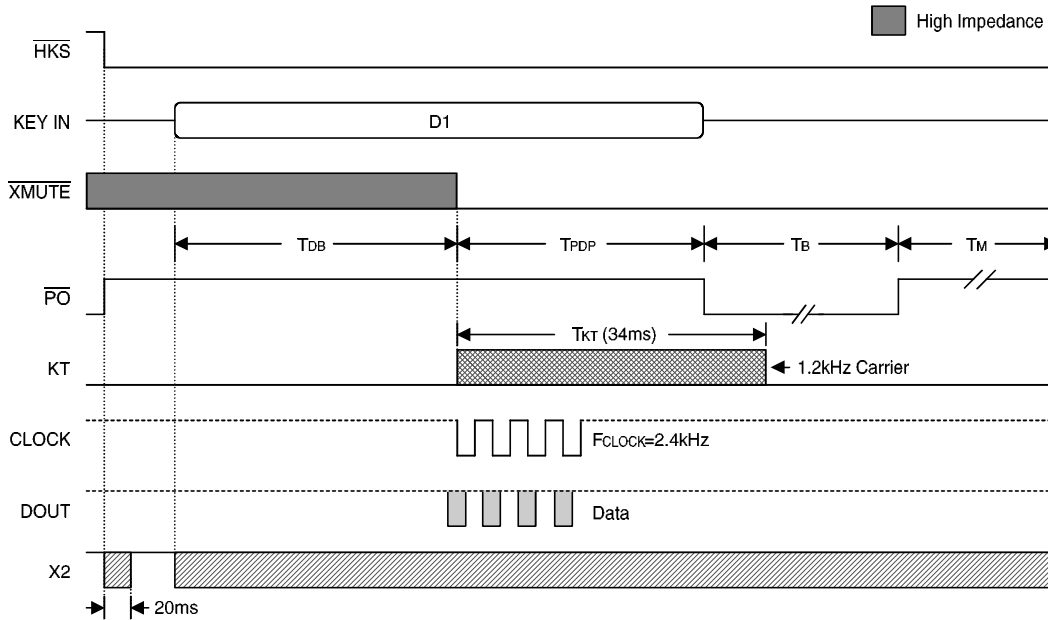 High Impedance
HKS
KEY IN
D1
XMUTE
TDB
TPDP
TB
TM
PO
TKT (34ms)
KT
1.2kHz Carrier
CLOCK
FCLOCK=2.4kHz
DOUT
Data
X2
20ms